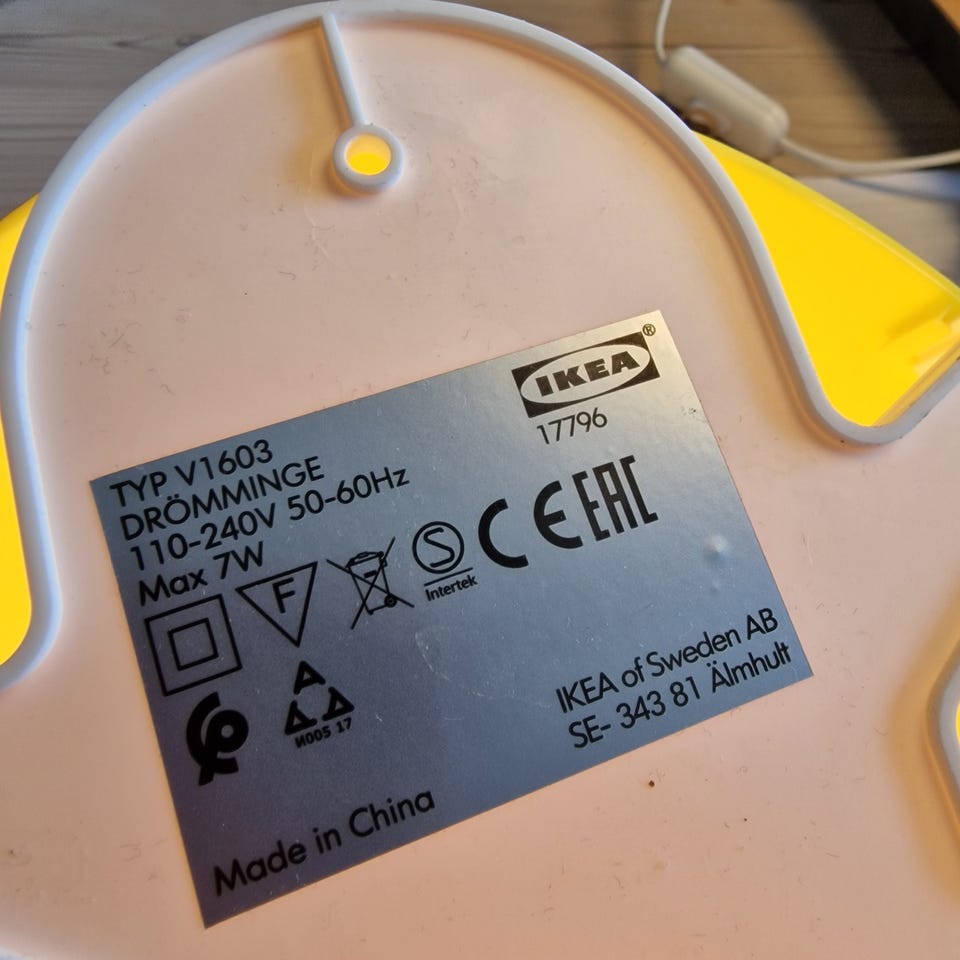 IKEA®
17796
TYP V1603
DRÖMMINGE
110-240V 50-60Hz
Max 7W
F
S
Intertek
CE
EAC
И005 17
IKEA of Sweden AB
SE- 343 81 Älmhult
Made in China